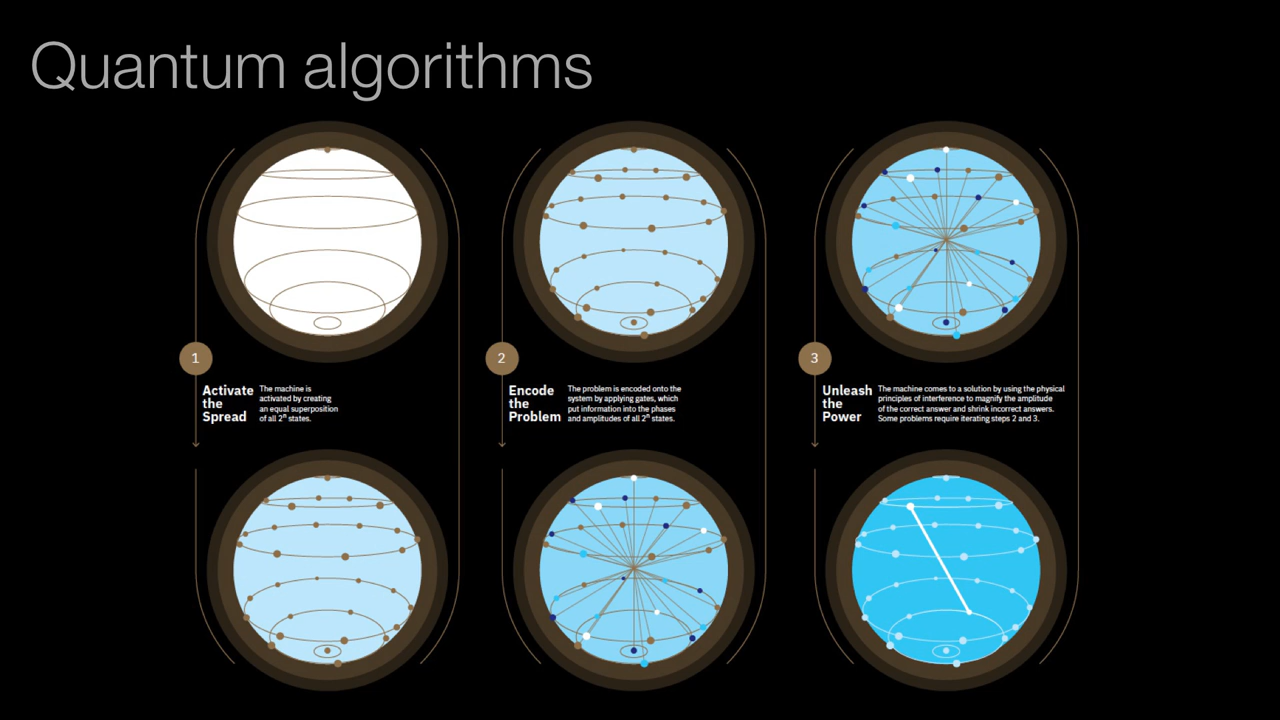 Quantum algorithms
1
Activate
the
Spread
The machine is
activated by creating
an equal superposition
of all 2ⁿ states.
2
Encode
the
Problem
The problem is encoded onto the
system by applying gates, which
put information into the phases
and amplitudes of all 2ⁿ states.
3
Unleash
the
Power
The machine comes to a solution by using the physical
principles of interference to magnify the amplitude
of the correct answer and shrink incorrect answers.
Some problems require iterating steps 2 and 3.